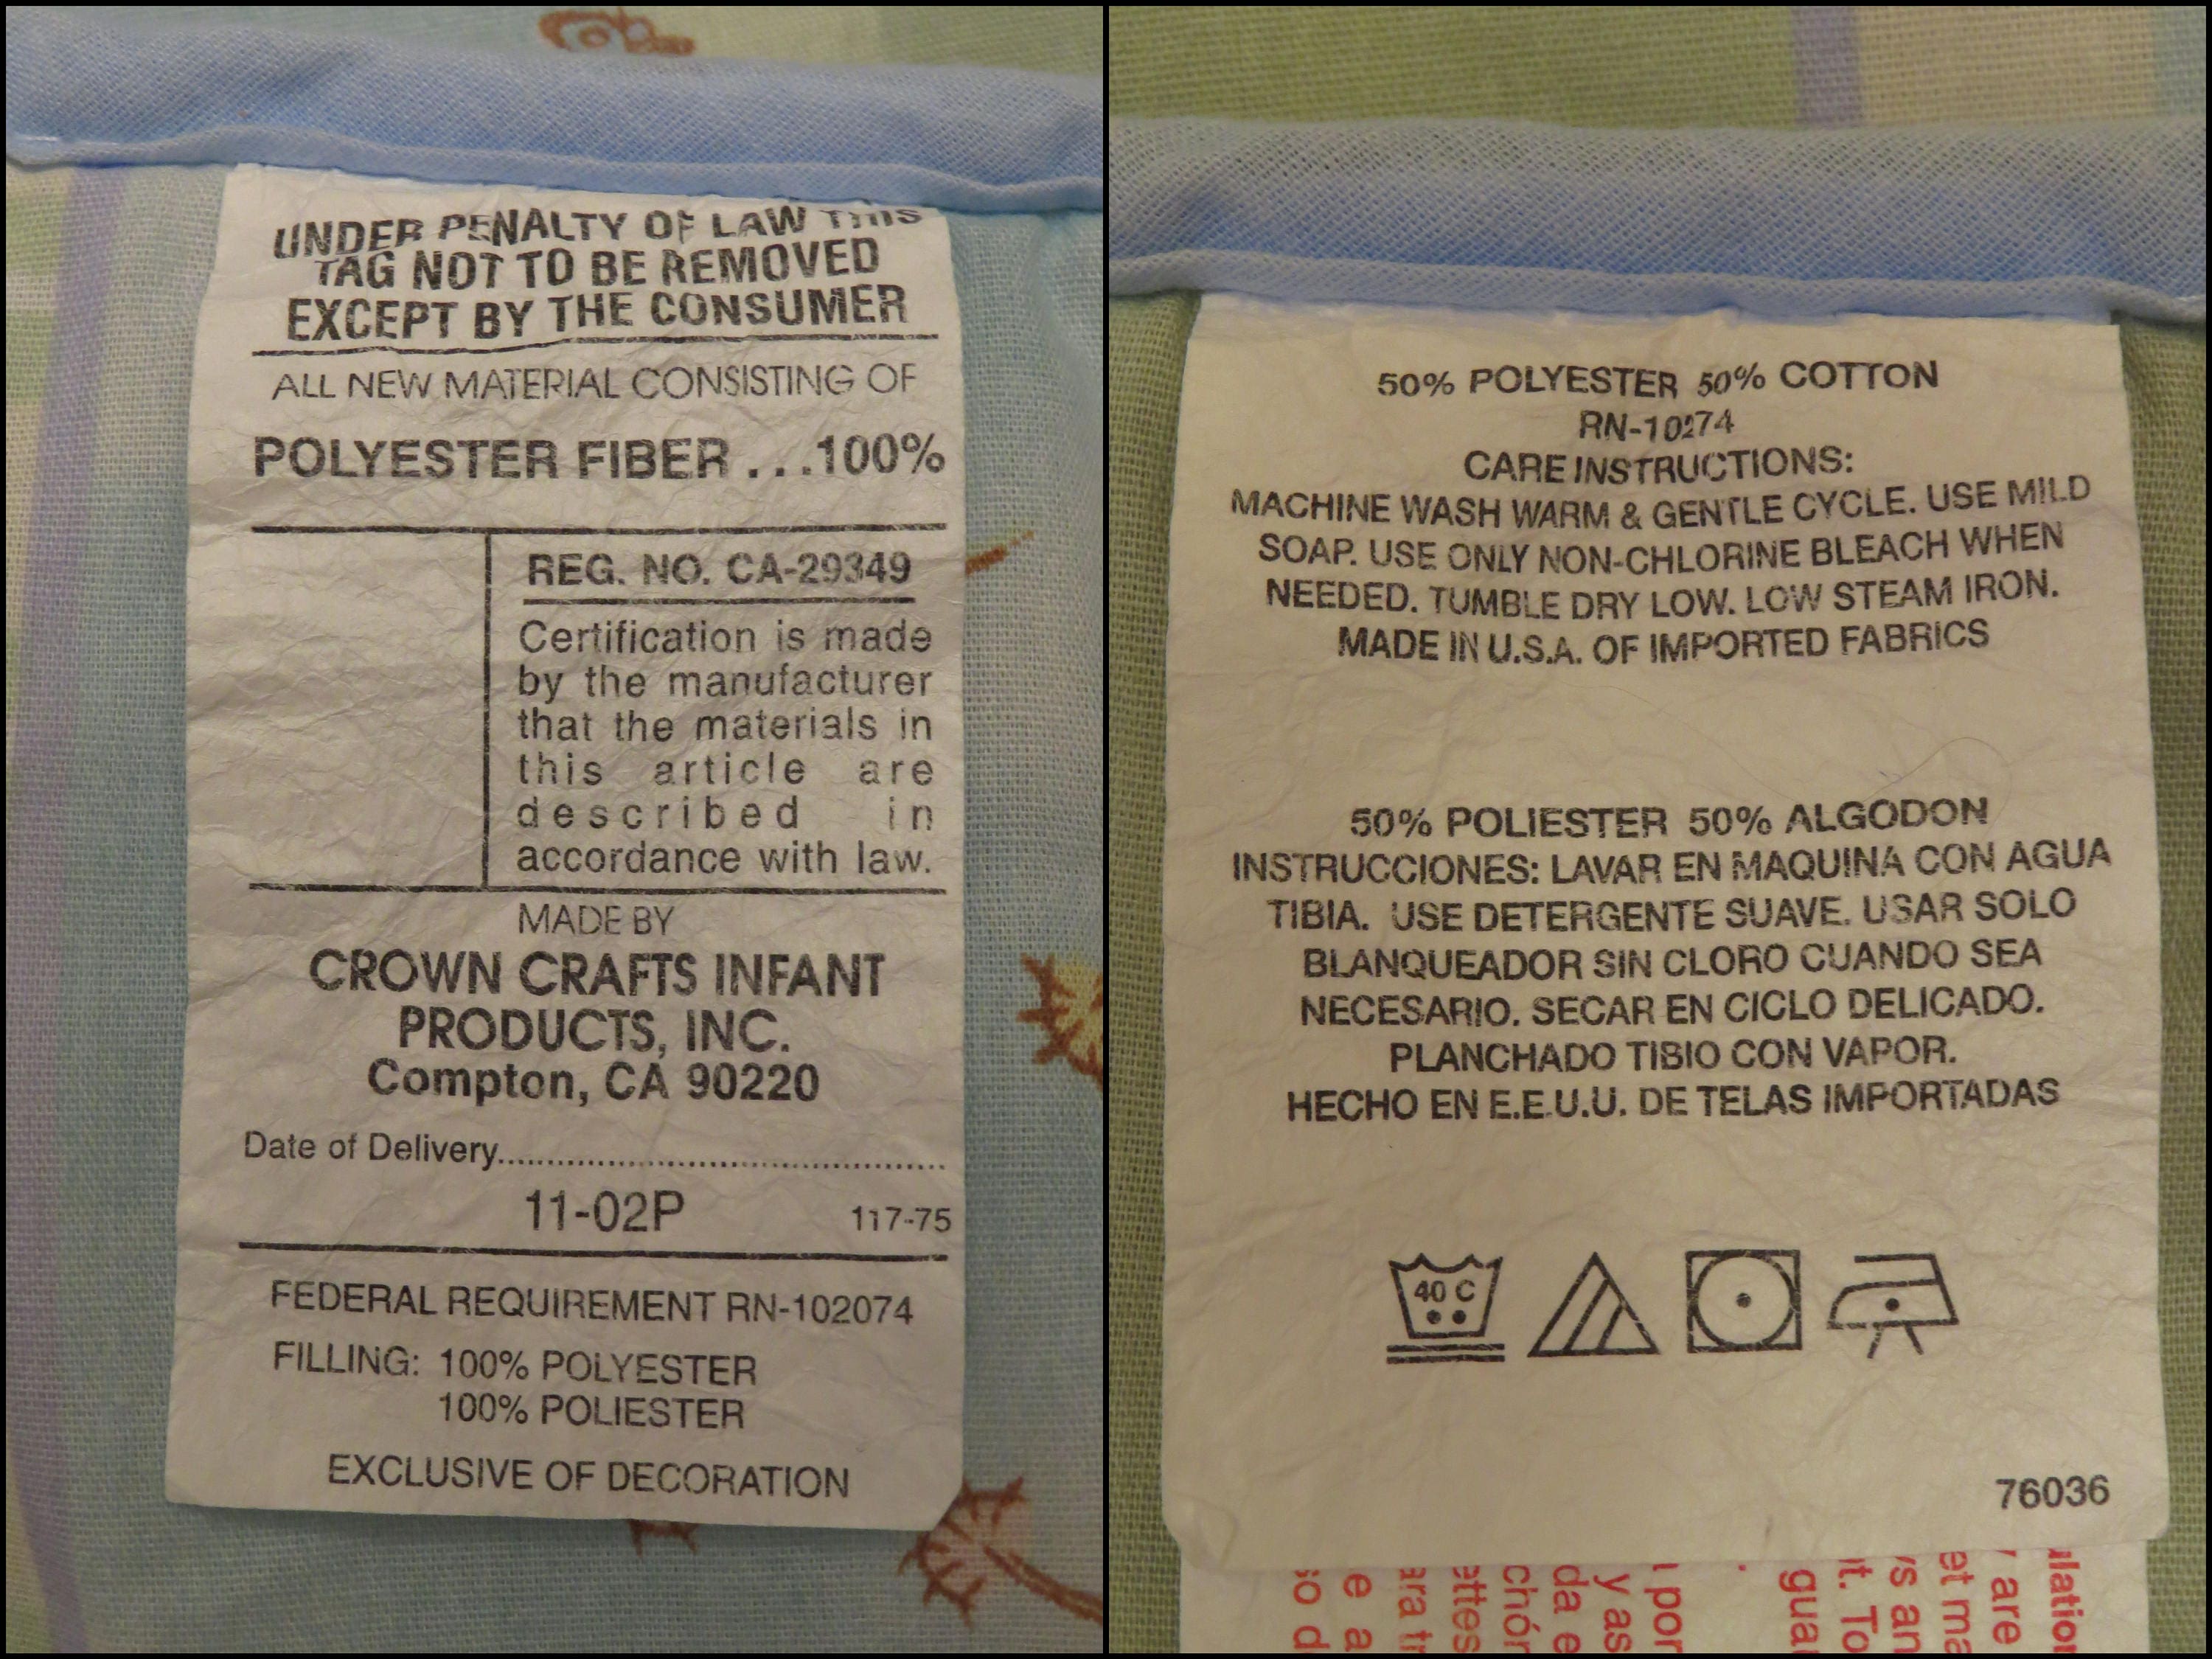 UNDER PENALTY OF LAW THIS
TAG NOT TO BE REMOVED
EXCEPT BY THE CONSUMER
ALL NEW MATERIAL CONSISTING OF
POLYESTER FIBER...100%
REG. NO. CA-29349
Certification is made
by the manufacturer
that the materials in
this article are
described in
accordance with law.
MADE BY
CROWN CRAFTS INFANT
PRODUCTS, INC.
Compton, CA 90220
Date of Delivery..........................................
11-02P 117-75
FEDERAL REQUIREMENT RN-102074
FILLING: 100% POLYESTER
100% POLIESTER
EXCLUSIVE OF DECORATION
50% POLYESTER 50% COTTON
CARE INSTRUCTIONS:
MACHINE WASH WARM & GENTLE CYCLE. USE MILD
SOAP. USE ONLY NON-CHLORINE BLEACH WHEN
NEEDED. TUMBLE DRY LOW. LOW STEAM IRON.
MADE IN U.S.A. OF IMPORTED FABRICS
50% POLIESTER 50% ALGODON
INSTRUCCIONES: LAVAR EN MAQUINA CON AGUA
TIBIA. USE DETERGENTE SUAVE. USAR SOLO
BLANQUEADOR SIN CLORO CUANDO SEA
NECESARIO. SECAR EN CICLO DELICADO.
PLANCHADO TIBIO CON VAPOR.
HECHO EN E.E.U.U. DE TELAS IMPORTADAS
40 C
76036
are
y as
por